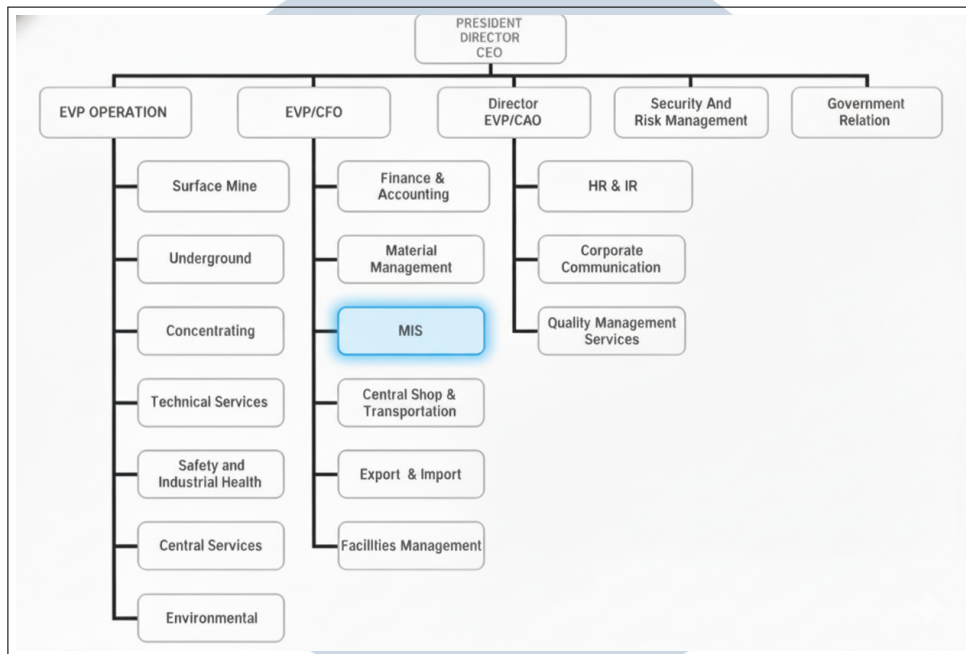 PRESIDENT
DIRECTOR
CEO
EVP OPERATION
EVP/CFO
Director
EVP/CAO
Security And
Risk Management
Government
Relation
Surface Mine
Underground
Concentrating
Technical Services
Safety and
Industrial Health
Central Services
Environmental
Finance &
Accounting
Material
Management
MIS
Central Shop &
Transportation
Export & Import
Facilities Management
HR & IR
Corporate
Communication
Quality Management
Services